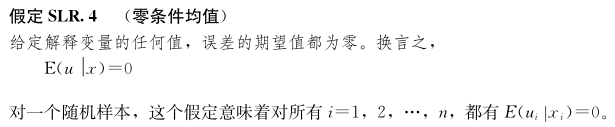 假定 SLR. 4 （零条件均值）
给定解释变量的任何值，误差的期望值都为零。换言之，
E(u |x)=0
对一个随机样本，这个假定意味着对所有 i=1，2，…，n，都有 E(uᵢ |xᵢ)=0。